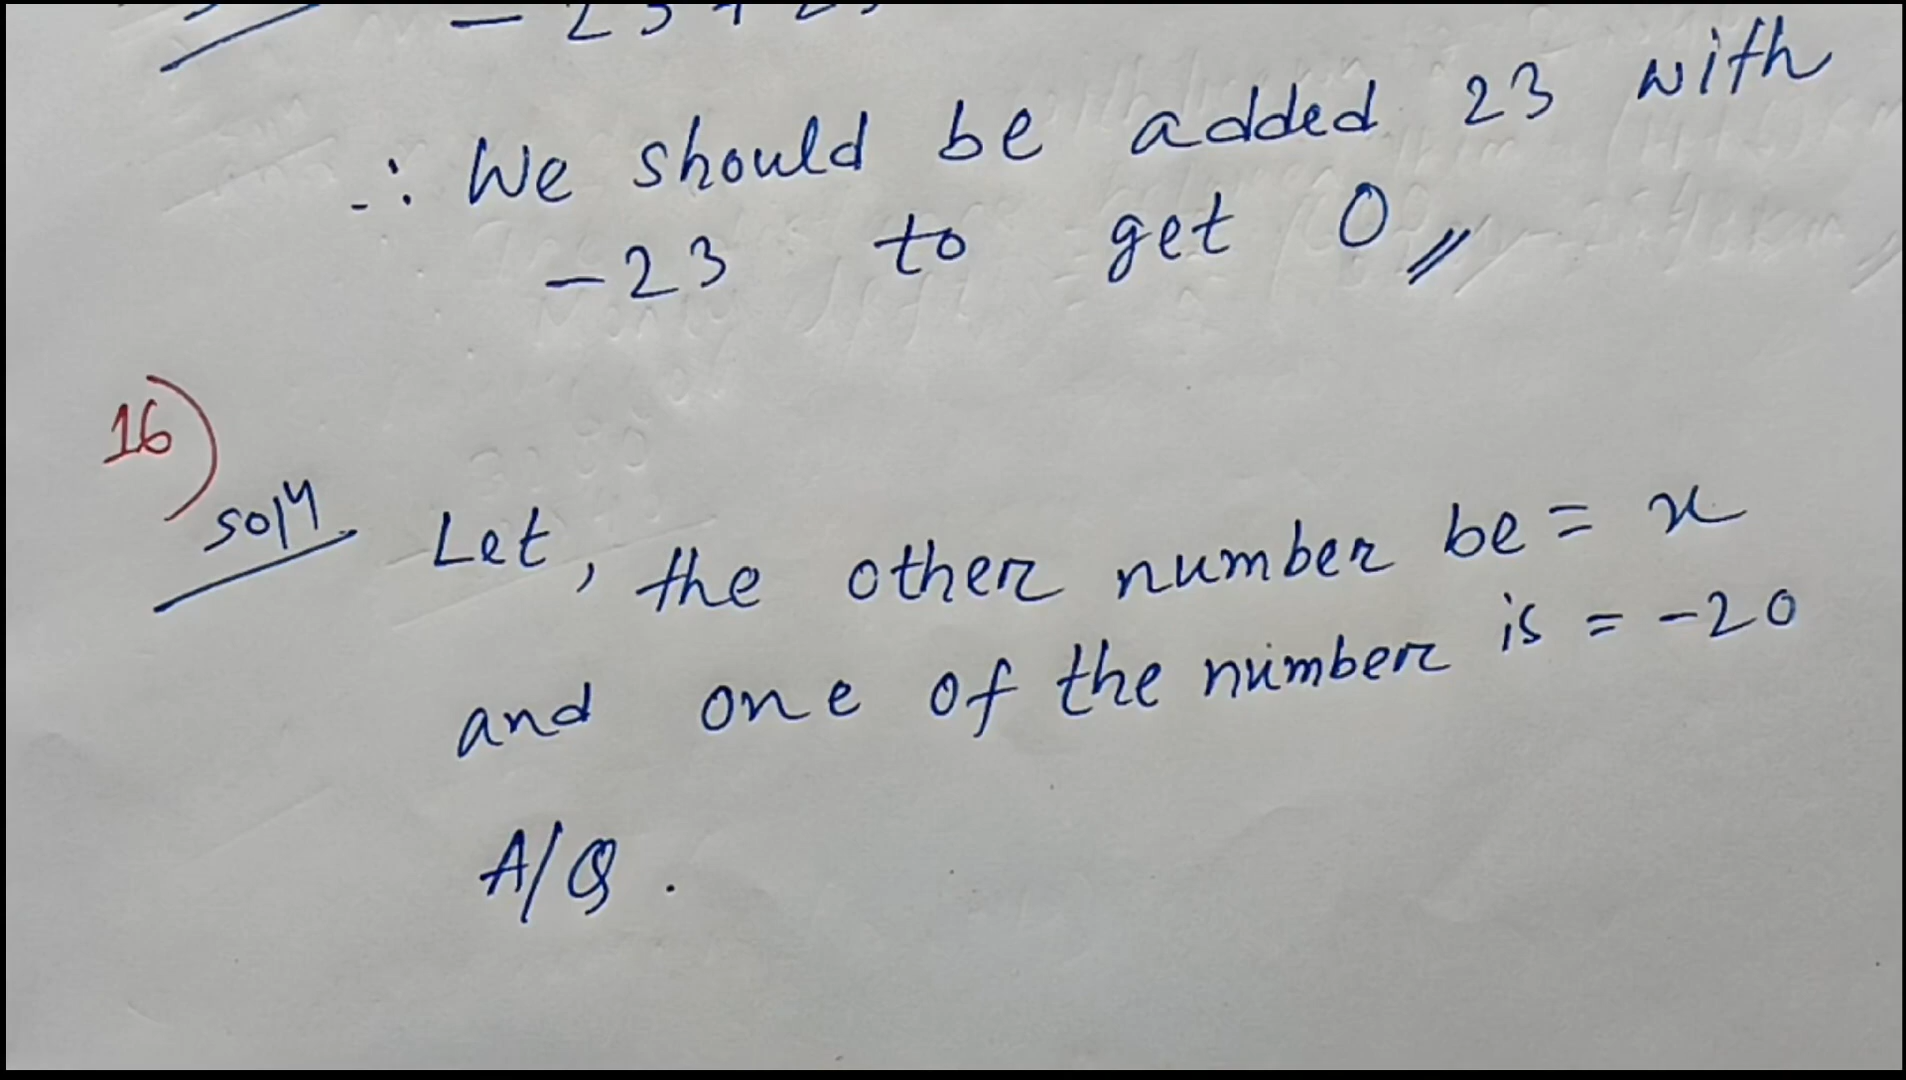 ∴ We should be added 23 with
-23 to get 0
16)
soln Let, the other number be = x
and one of the number is = -20
A/Q.